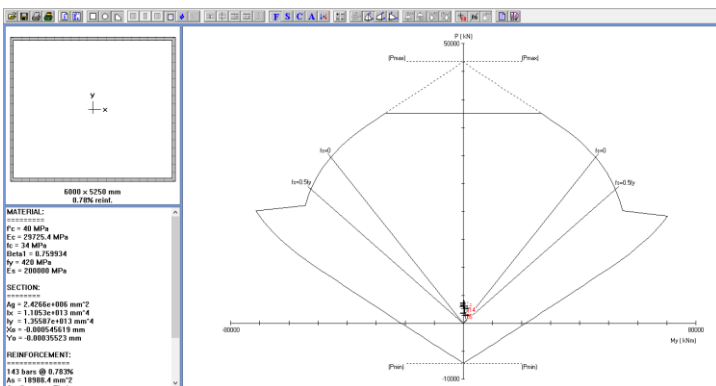 F S C A
y
x
6000 x 5250 mm
0.78% reinf.
MATERIAL:
=========
f'c = 40 MPa
Ec = 29725.4 MPa
fc = 34 MPa
Beta1 = 0.759934
fy = 420 MPa
Es = 200000 MPa
SECTION:
========
Ag = 2.4266e+006 mm^2
Ix = 1.1053e+013 mm^4
Iy = 1.35507e+013 mm^4
Xo = -0.000545619 mm
Yo = -0.00035523 mm
REINFORCEMENT:
==============
143 bars @ 0.783%
As = 18988.4 mm^2
P ( kN)
50000
(Pmax)
(Pmax)
fs=0
fs=0
fs=0.5fy
fs=0.5fy
80000
My ( kNm)
(Pmin)
(Pmin)
-10000